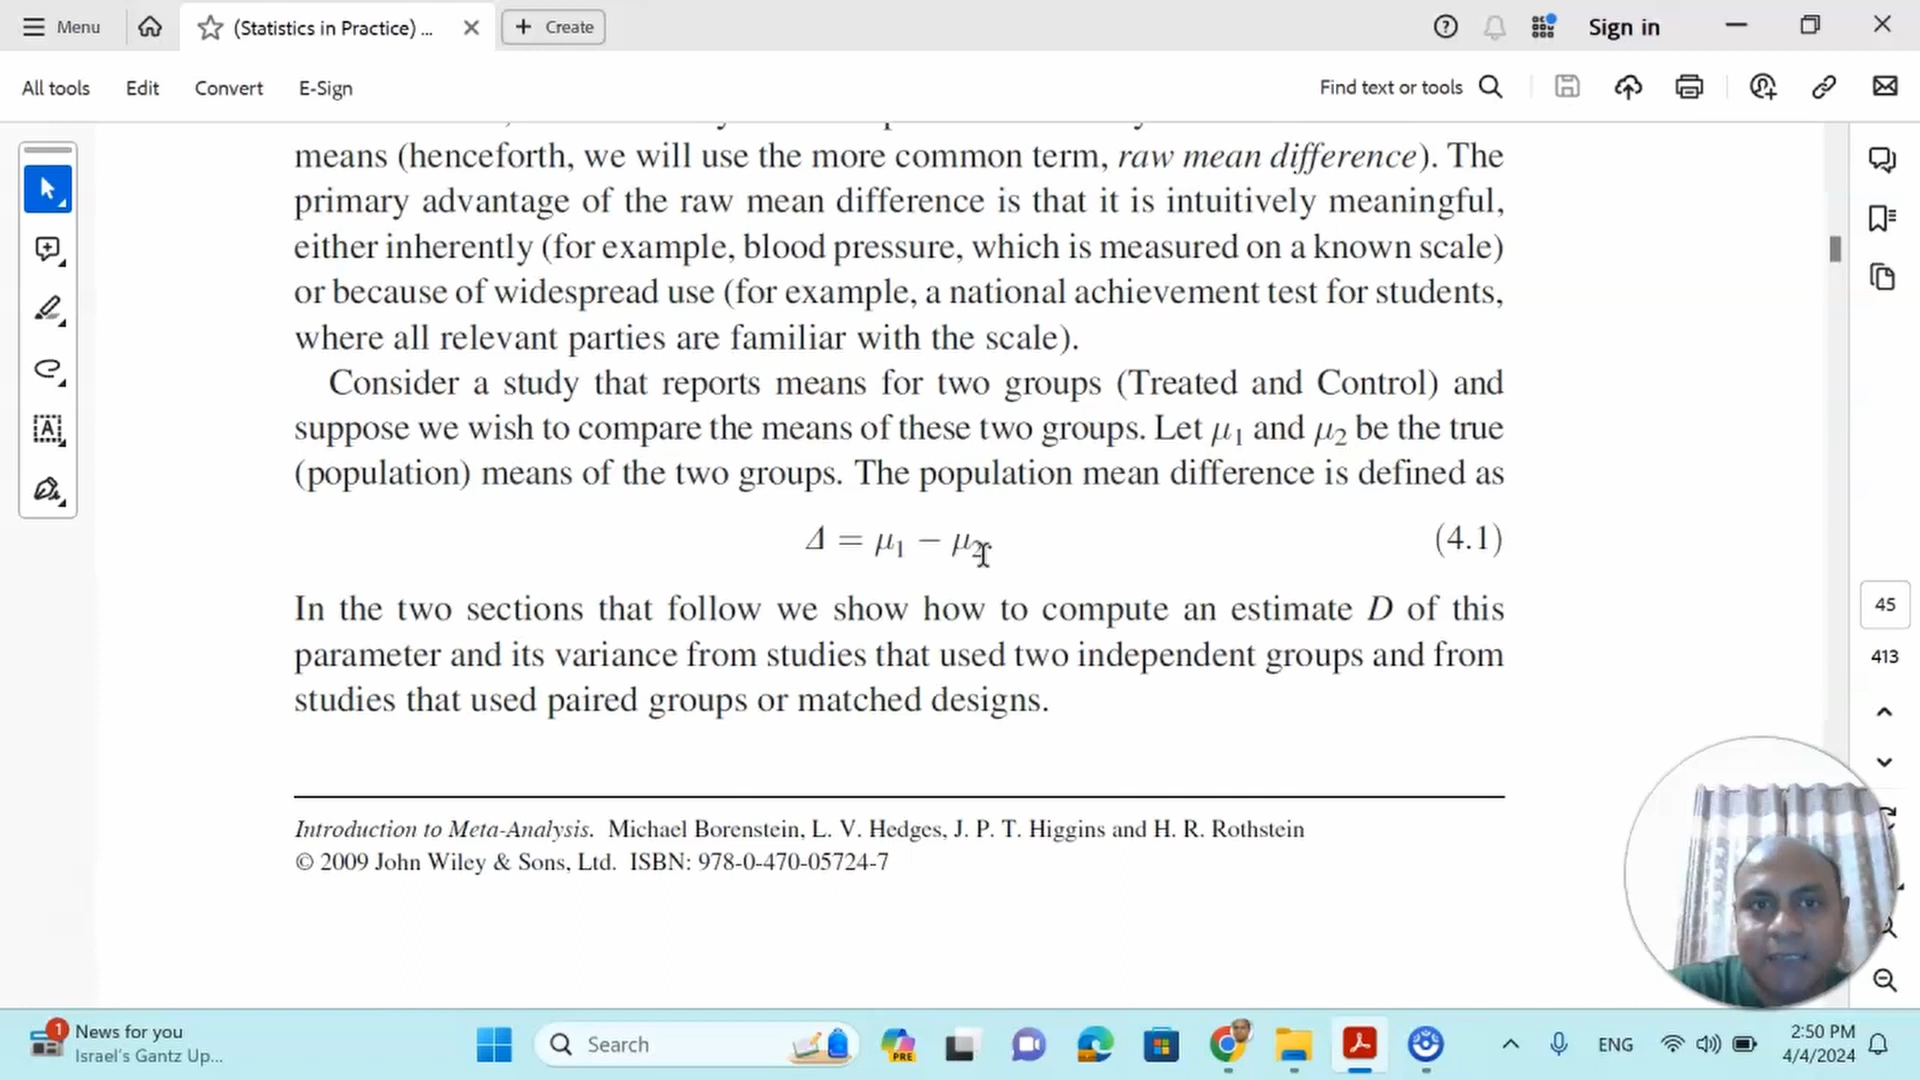 Menu
(Statistics in Practice) ...
Create
Sign in
All tools
Edit
Convert
E-Sign
Find text or tools
means (henceforth, we will use the more common term, raw mean difference). The
primary advantage of the raw mean difference is that it is intuitively meaningful,
either inherently (for example, blood pressure, which is measured on a known scale)
or because of widespread use (for example, a national achievement test for students,
where all relevant parties are familiar with the scale).
Consider a study that reports means for two groups (Treated and Control) and
suppose we wish to compare the means of these two groups. Let μ₁ and μ₂ be the true
(population) means of the two groups. The population mean difference is defined as
Δ = μ₁ − μ₂. (4.1)
In the two sections that follow we show how to compute an estimate D of this
parameter and its variance from studies that used two independent groups and from
studies that used paired groups or matched designs.
Introduction to Meta-Analysis. Michael Borenstein, L. V. Hedges, J. P. T. Higgins and H. R. Rothstein
© 2009 John Wiley & Sons, Ltd. ISBN: 978-0-470-05724-7
45
413
1
News for you
Israel's Gantz Up...
Search
PRE
ENG
2:50 PM
4/4/2024